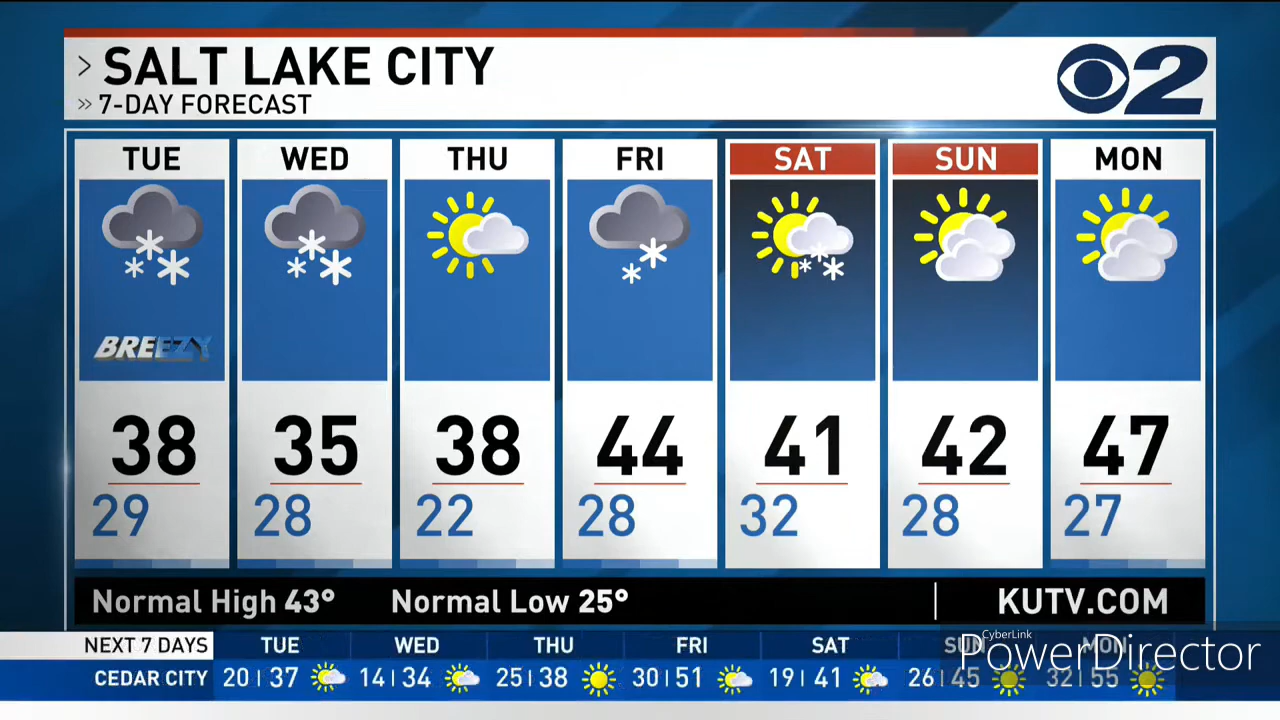 > SALT LAKE CITY
2
» 7-DAY FORECAST
TUE WED THU FRI SAT SUN MON
BREEZY
38 35 38 44 41 42 47
29 28 22 28 32 28 27
Normal High 43° Normal Low 25° | KUTV.COM
NEXT 7 DAYS TUE WED THU FRI SAT SUN MON
CyberLink
PowerDirector
CEDAR CITY 20|37 14|34 25|38 30|51 19|41 26|45 32|55